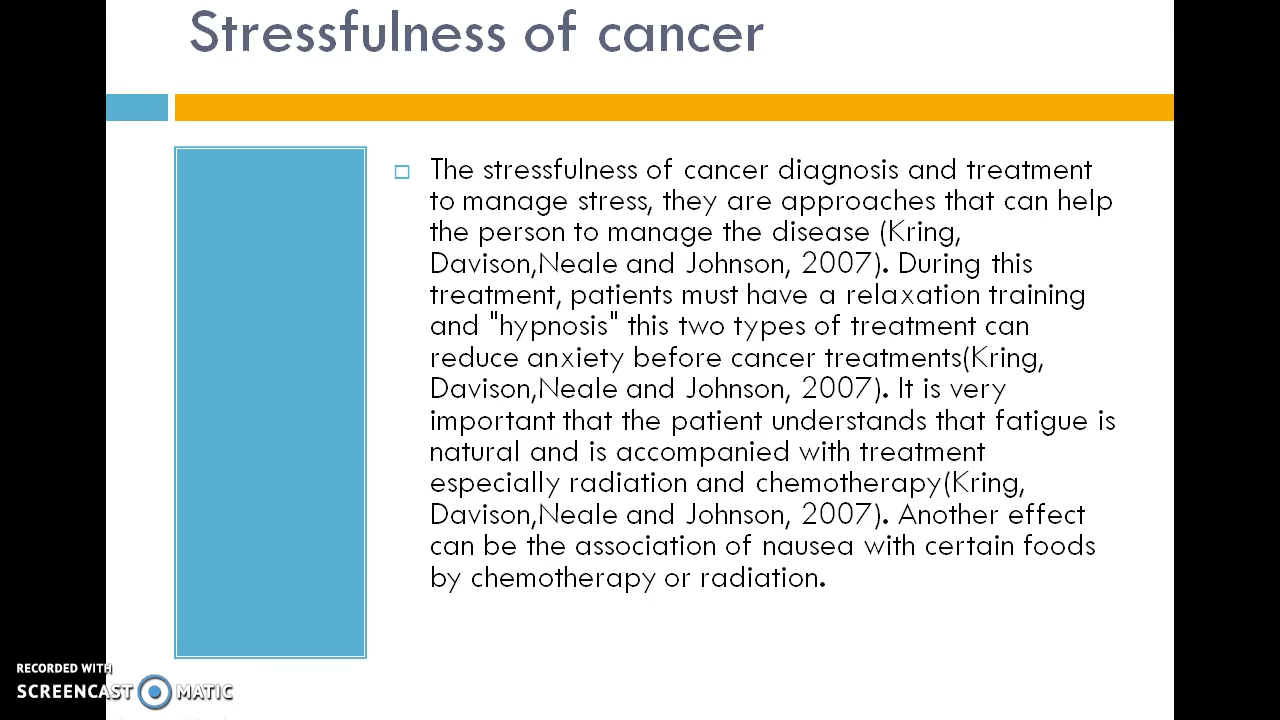 Stressfulness of cancer
The stressfulness of cancer diagnosis and treatment
to manage stress, they are approaches that can help
the person to manage the disease (Kring,
Davison,Neale and Johnson, 2007). During this
treatment, patients must have a relaxation training
and "hypnosis" this two types of treatment can
reduce anxiety before cancer treatments(Kring,
Davison,Neale and Johnson, 2007). It is very
important that the patient understands that fatigue is
natural and is accompanied with treatment
especially radiation and chemotherapy(Kring,
Davison,Neale and Johnson, 2007). Another effect
can be the association of nausea with certain foods
by chemotherapy or radiation.
RECORDED WITH
SCREENCAST MATIC